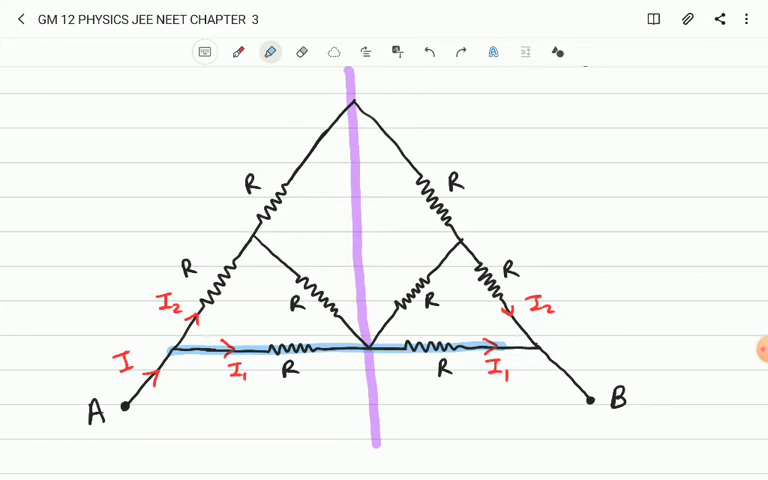 GM 12 PHYSICS JEE NEET CHAPTER 3
R
R
R
R
I₂
R
R
R
I₂
I
I₁
R
R
I₁
A
B